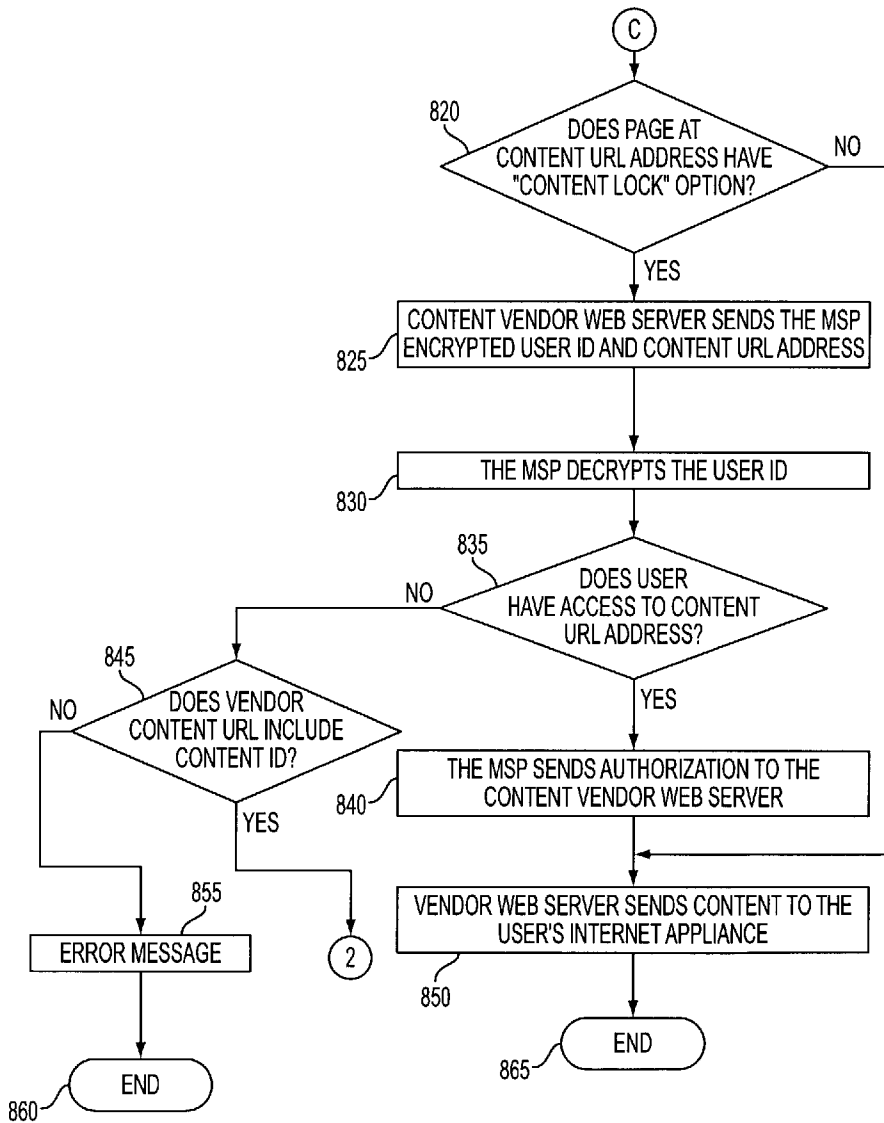 C
820
DOES PAGE AT
CONTENT URL ADDRESS HAVE
"CONTENT LOCK" OPTION?
NO
YES
CONTENT VENDOR WEB SERVER SENDS THE MSP
ENCRYPTED USER ID AND CONTENT URL ADDRESS
825
THE MSP DECRYPTS THE USER ID
830
835
DOES USER
HAVE ACCESS TO CONTENT
URL ADDRESS?
NO
YES
845
DOES VENDOR
CONTENT URL INCLUDE
CONTENT ID?
NO
YES
THE MSP SENDS AUTHORIZATION TO THE
CONTENT VENDOR WEB SERVER
840
855
ERROR MESSAGE
2
VENDOR WEB SERVER SENDS CONTENT TO THE
USER'S INTERNET APPLIANCE
850
END
865
END
860